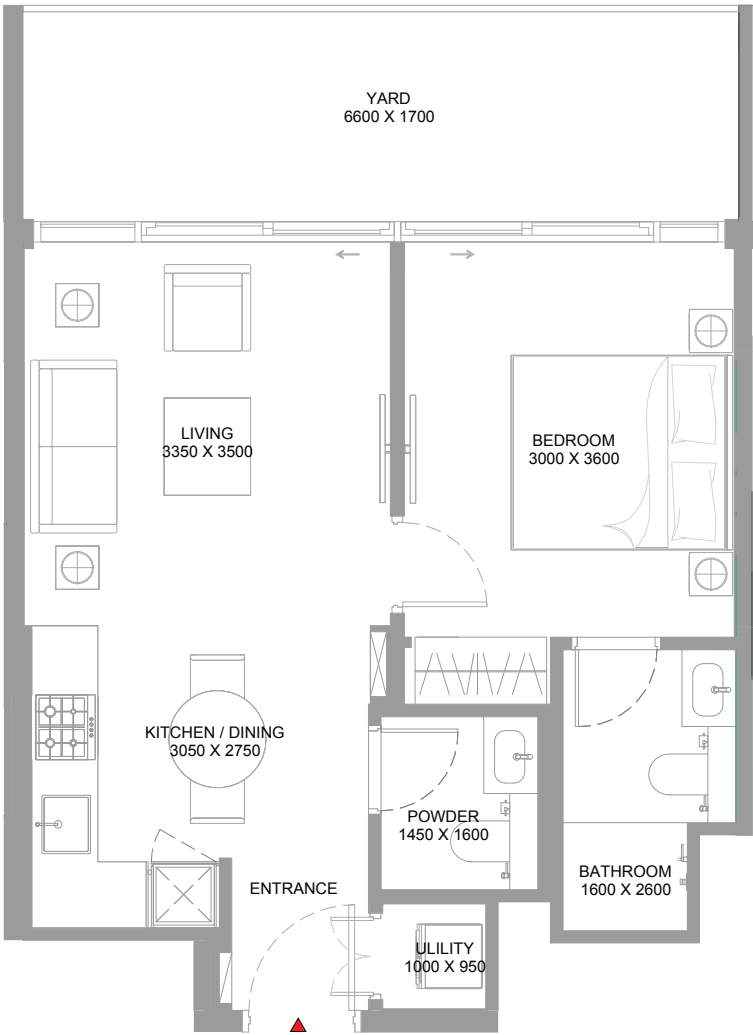 YARD
6600 X 1700
LIVING
3350 X 3500
BEDROOM
3000 X 3600
KITCHEN / DINING
3050 X 2750
POWDER
1450 X 1600
BATHROOM
1600 X 2600
ENTRANCE
ULILITY
1000 X 950